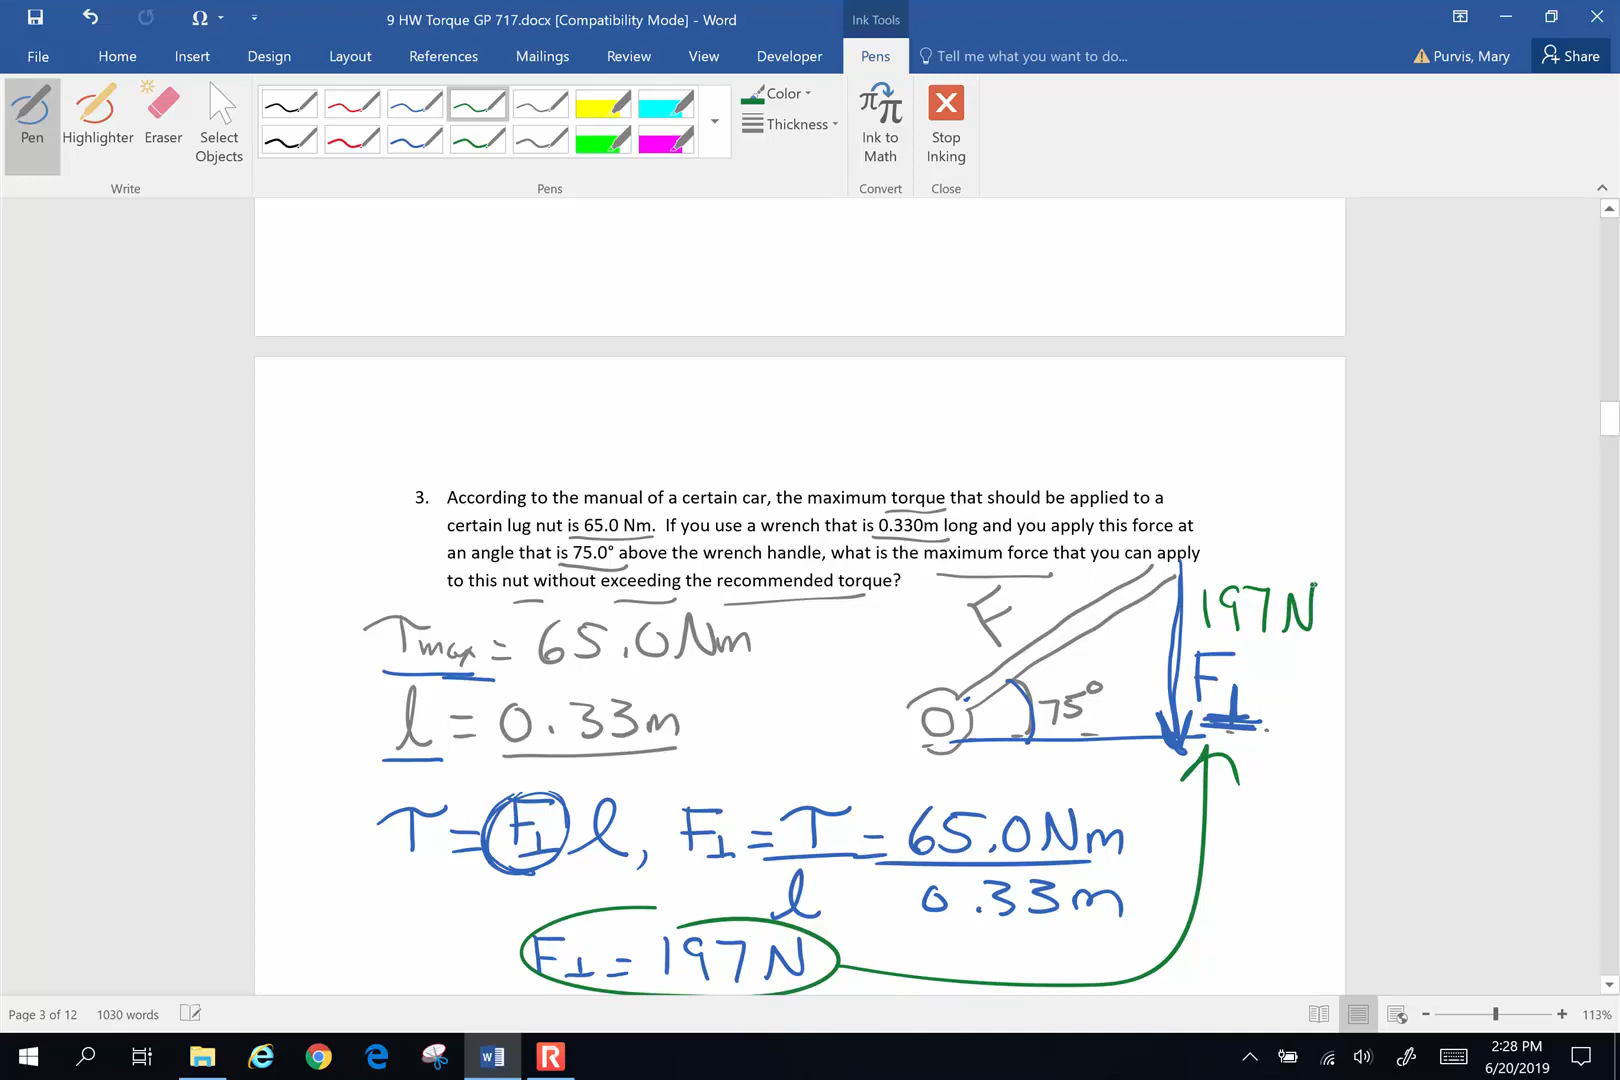 9 HW Torque GP 717.docx [Compatibility Mode] - Word
Ink Tools
File Home Insert Design Layout References Mailings Review View Developer Pens Tell me what you want to do... Purvis, Mary Share
Pen Highlighter Eraser Select Objects
Color
Thickness
Ink to Math
Stop Inking
Write Pens Convert Close
3. According to the manual of a certain car, the maximum torque that should be applied to a
certain lug nut is 65.0 Nm. If you use a wrench that is 0.330m long and you apply this force at
an angle that is 75.0° above the wrench handle, what is the maximum force that you can apply
to this nut without exceeding the recommended torque?
τmax = 65.0Nm
F
197N
F⊥
l = 0.33m
75°
τ = F⊥ l, F⊥ = τ = 65.0Nm
l 0.33m
F⊥ = 197N
Page 3 of 12 1030 words 113%
2:28 PM
6/20/2019